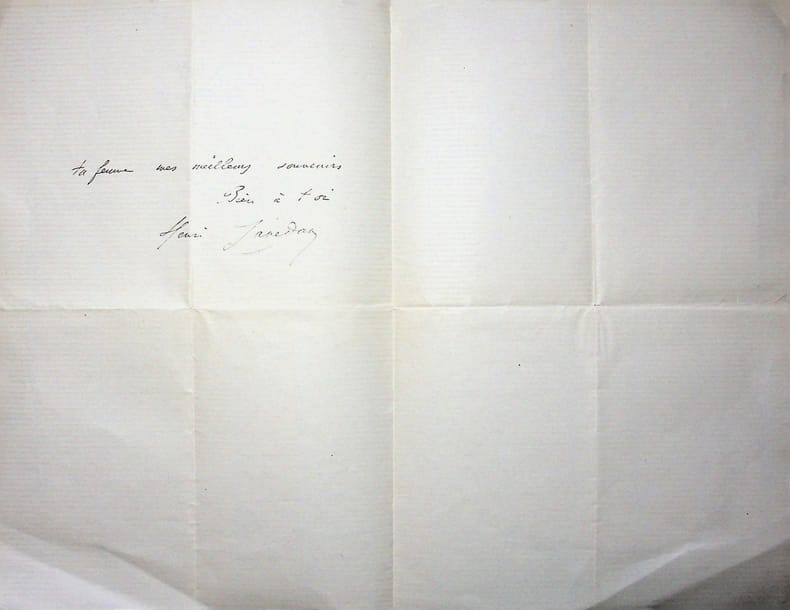 ta femme mes meilleurs souvenirs
Bien à toi
Henri Lavedan